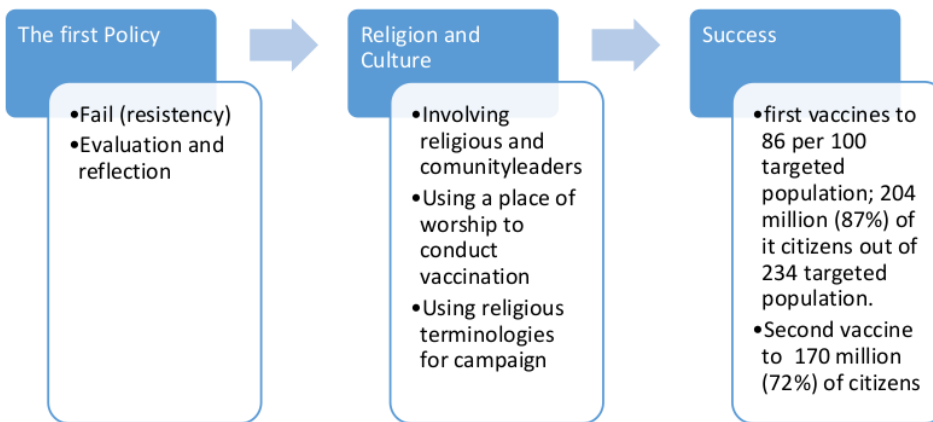 The first Policy
•Fail (resistency)
•Evaluation and
reflection
Religion and
Culture
•Involving
religious and
comunityleaders
•Using a place of
worship to
conduct
vaccination
•Using religious
terminologies
for campaign
Success
•first vaccines to
86 per 100
targeted
population; 204
million (87%) of
it citizens out of
234 targeted
population.
•Second vaccine
to 170 million
(72%) of citizens